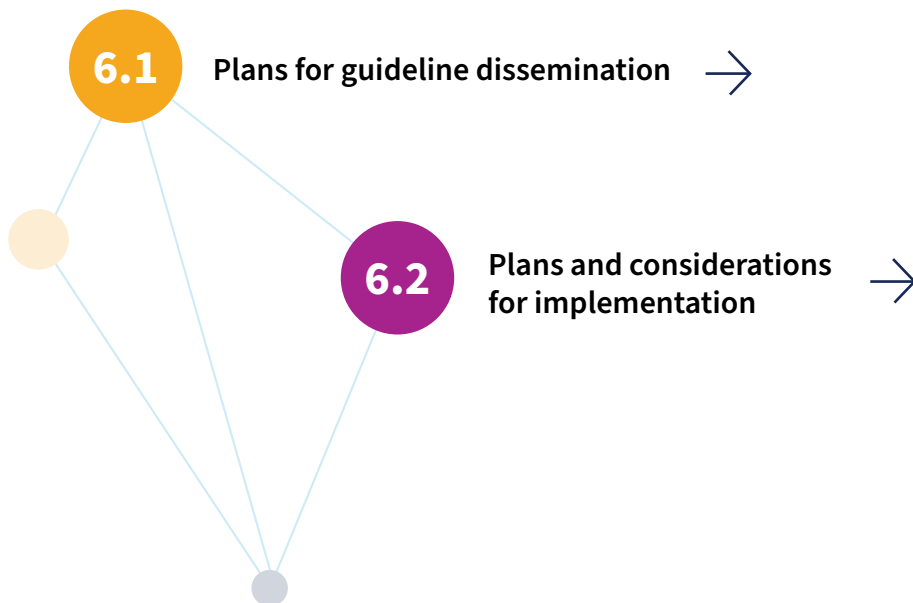 6.1
Plans for guideline dissemination
6.2
Plans and considerations
for implementation